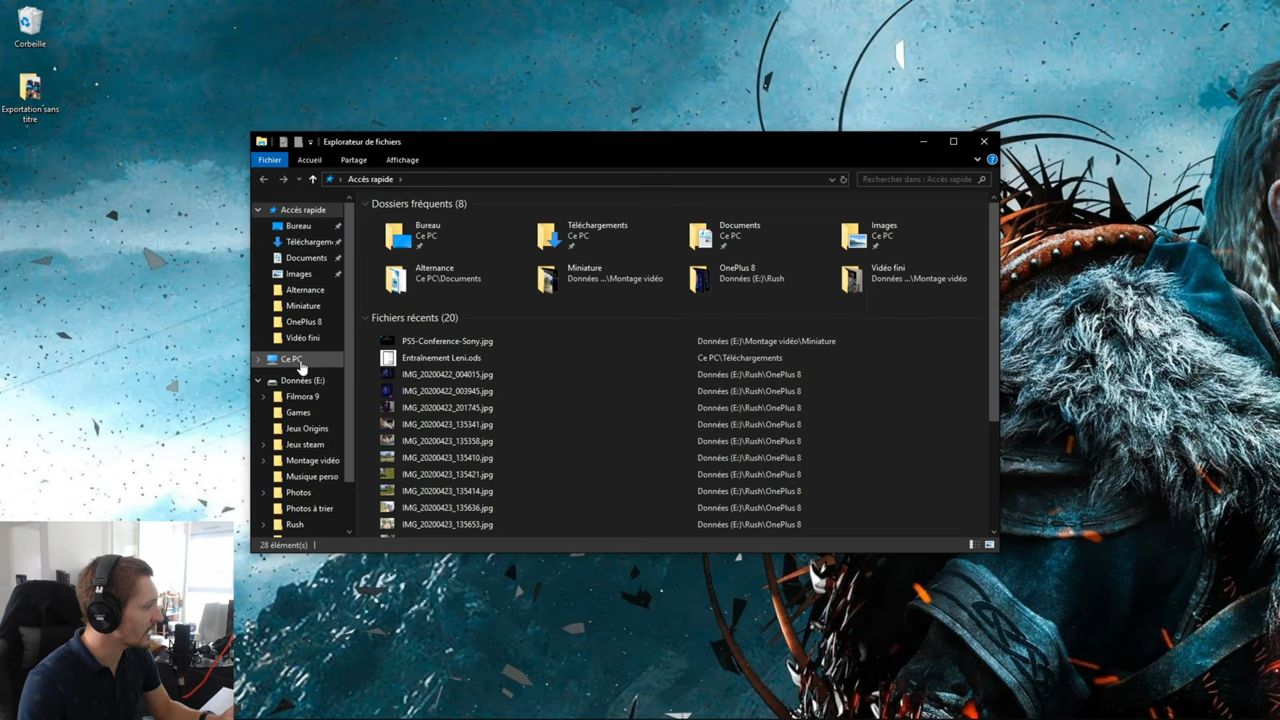 Corbeille
Exportation sans
titre
Explorateur de fichiers
Fichier
Accueil
Partage
Affichage
Accès rapide
Rechercher dans : Accès rapide
Accès rapide
Bureau
Téléchargem
Documents
Images
Alternance
Miniature
OnePlus 8
Vidéo fini
Ce PC
Données (E:)
Filmora 9
Games
Jeux Origins
Jeux steam
Montage vidéo
Musique perso
Photos
Photos à trier
Rush
Dossiers fréquents (8)
Bureau
Ce PC
Téléchargements
Ce PC
Documents
Ce PC
Images
Ce PC
Alternance
Ce PC\Documents
Miniature
Données ...\Montage vidéo
OnePlus 8
Données (E:)\Rush
Vidéo fini
Données ...\Montage vidéo
Fichiers récents (20)
PS5-Conference-Sony.jpg Données (E:)\Montage vidéo\Miniature
Entraînement Leni.ods Ce PC\Téléchargements
IMG_20200422_004015.jpg Données (E:)\Rush\OnePlus 8
IMG_20200422_003945.jpg Données (E:)\Rush\OnePlus 8
IMG_20200422_201745.jpg Données (E:)\Rush\OnePlus 8
IMG_20200423_135341.jpg Données (E:)\Rush\OnePlus 8
IMG_20200423_135358.jpg Données (E:)\Rush\OnePlus 8
IMG_20200423_135410.jpg Données (E:)\Rush\OnePlus 8
IMG_20200423_135421.jpg Données (E:)\Rush\OnePlus 8
IMG_20200423_135414.jpg Données (E:)\Rush\OnePlus 8
IMG_20200423_135636.jpg Données (E:)\Rush\OnePlus 8
IMG_20200423_135653.jpg Données (E:)\Rush\OnePlus 8
28 élément(s)